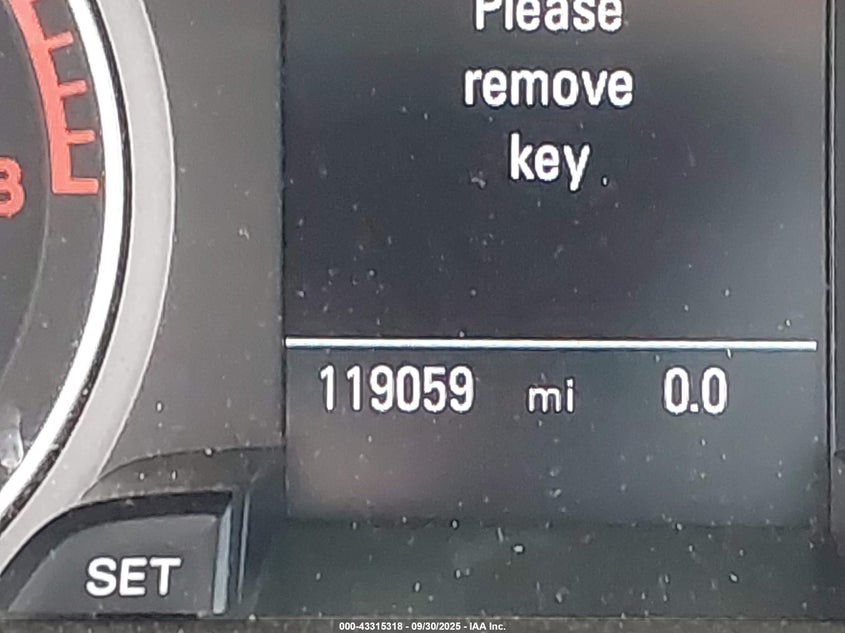 Please
remove
key
119059 mi 0.0
SET
000-43315318 - 09/30/2025 - IAA Inc.